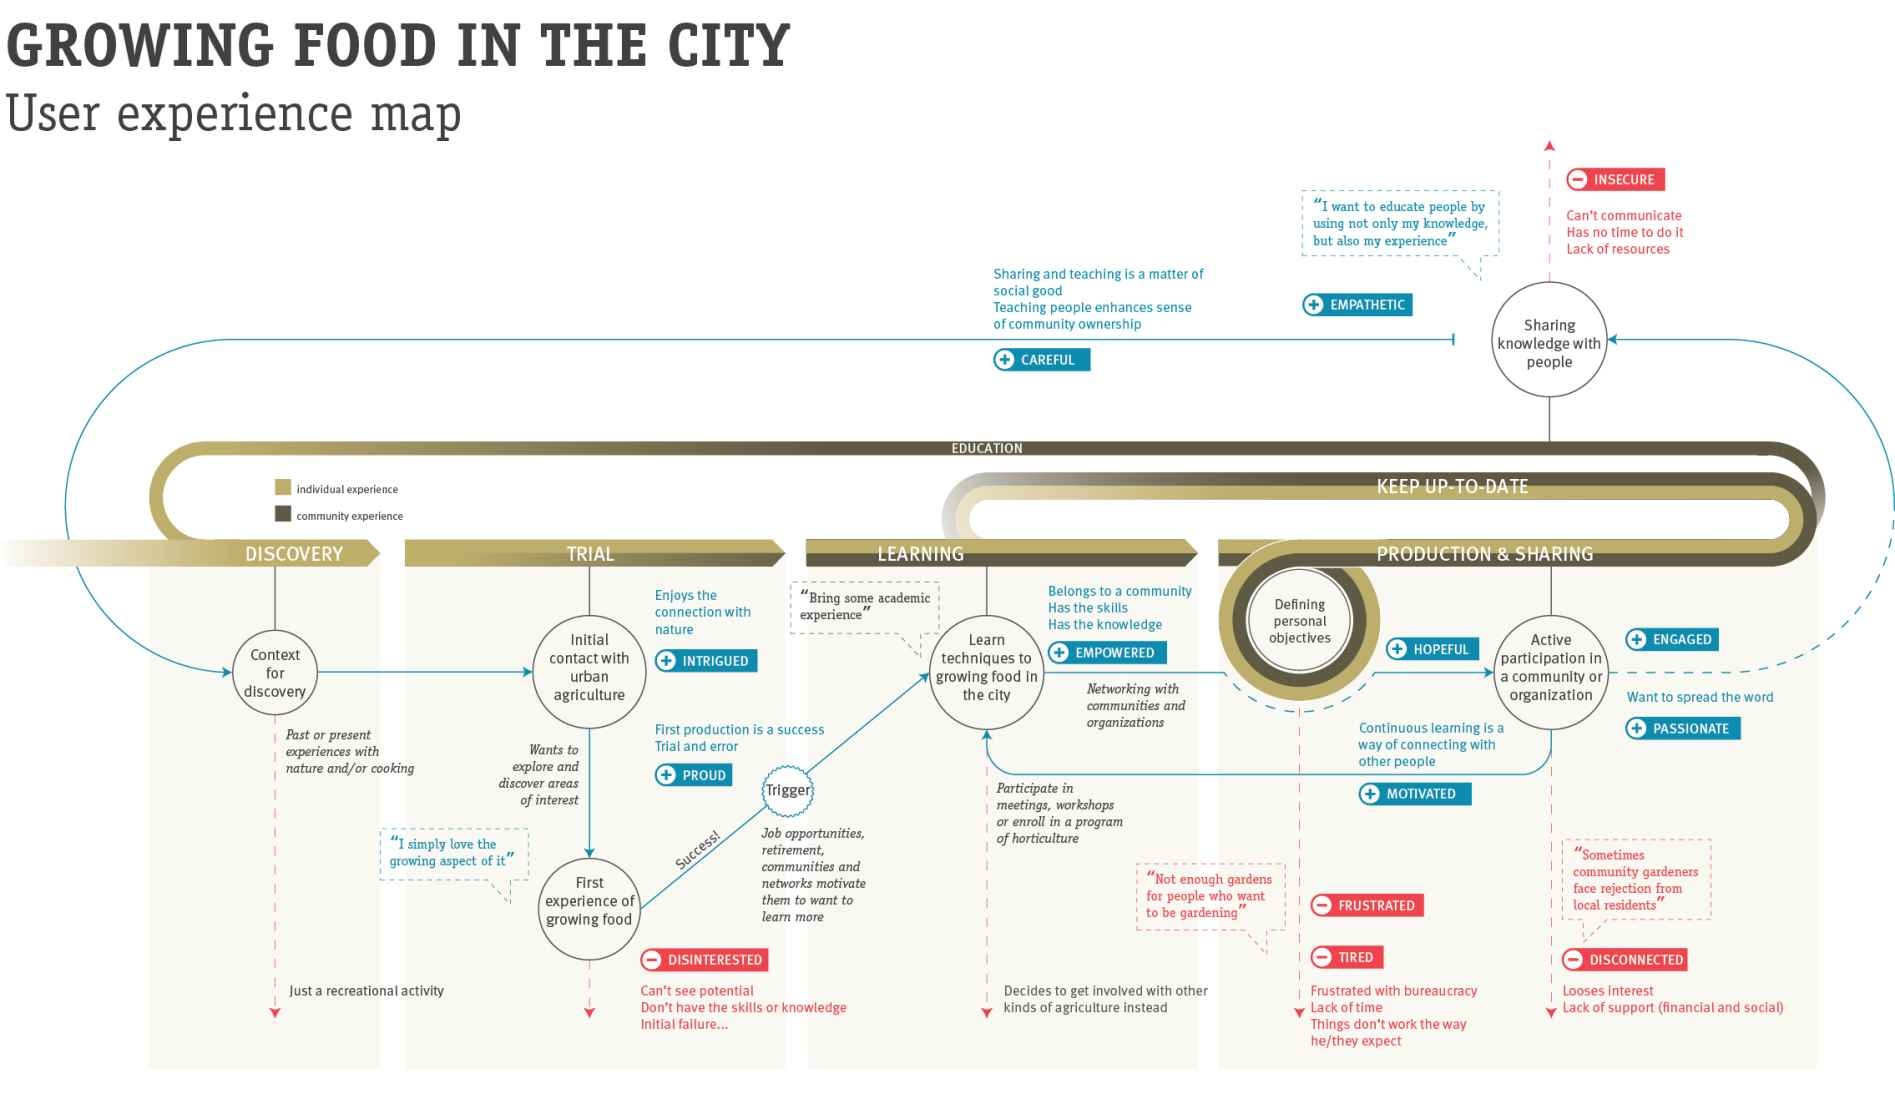 GROWING FOOD IN THE CITY
User experience map
INSECURE
Can't communicate
Has no time to do it
Lack of resources
“I want to educate people by
using not only my knowledge,
but also my experience”
EMPATHETIC
Sharing
knowledge with
people
Sharing and teaching is a matter of
social good
Teaching people enhances sense
of community ownership
CAREFUL
EDUCATION
KEEP UP-TO-DATE
individual experience
community experience
DISCOVERY
TRIAL
LEARNING
PRODUCTION & SHARING
Context
for
discovery
Past or present
experiences with
nature and/or cooking
Just a recreational activity
Initial
contact with
urban
agriculture
Enjoys the
connection with
nature
INTRIGUED
Wants to
explore and
discover areas
of interest
First production is a success
Trial and error
PROUD
“I simply love the
growing aspect of it”
First
experience of
growing food
Success!
Trigger
Job opportunities,
retirement,
communities and
networks motivate
them to want to
learn more
DISINTERESTED
Can't see potential
Don't have the skills or knowledge
Initial failure...
“Bring some academic
experience”
Learn
techniques to
growing food in
the city
Belongs to a community
Has the skills
Has the knowledge
EMPOWERED
Networking with
communities and
organizations
Participate in
meetings, workshops
or enroll in a program
of horticulture
Decides to get involved with other
kinds of agriculture instead
Defining
personal
objectives
HOPEFUL
Continuous learning is a
way of connecting with
other people
MOTIVATED
“Not enough gardens
for people who want
to be gardening”
FRUSTRATED
TIRED
Frustrated with bureaucracy
Lack of time
Things don't work the way
he/they expect
Active
participation in
a community or
organization
ENGAGED
Want to spread the word
PASSIONATE
“Sometimes
community gardeners
face rejection from
local residents”
DISCONNECTED
Looses interest
Lack of support (financial and social)